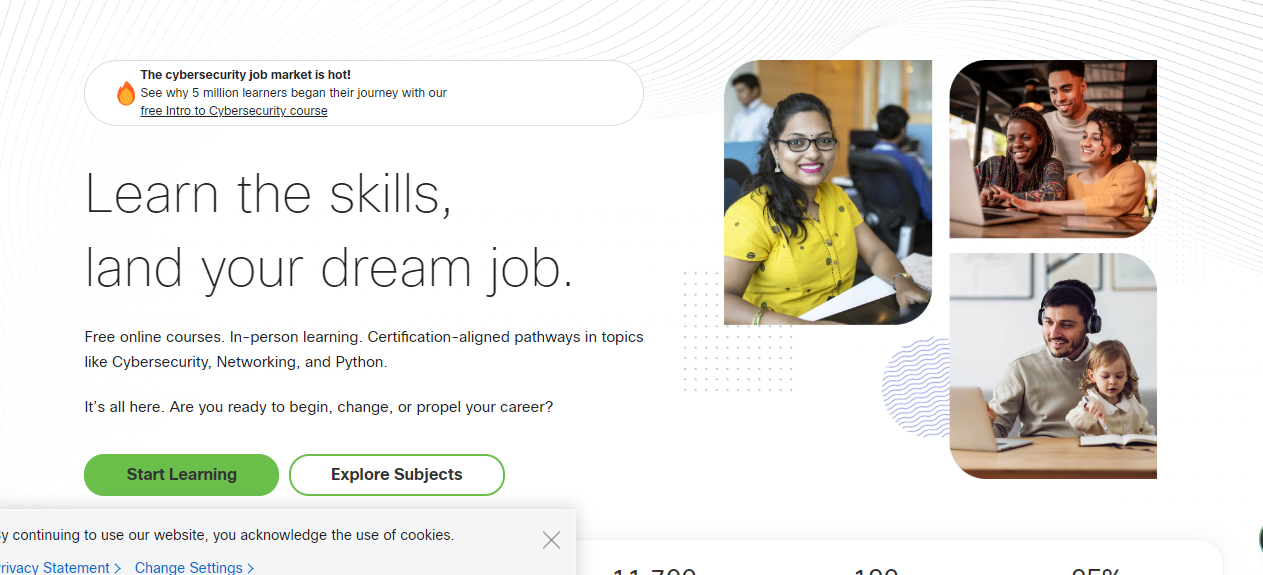 The cybersecurity job market is hot!
See why 5 million learners began their journey with our
free Intro to Cybersecurity course
Learn the skills,
land your dream job.
Free online courses. In-person learning. Certification-aligned pathways in topics
like Cybersecurity, Networking, and Python.
It's all here. Are you ready to begin, change, or propel your career?
Start Learning
Explore Subjects
y continuing to use our website, you acknowledge the use of cookies.
rivacy Statement
Change Settings